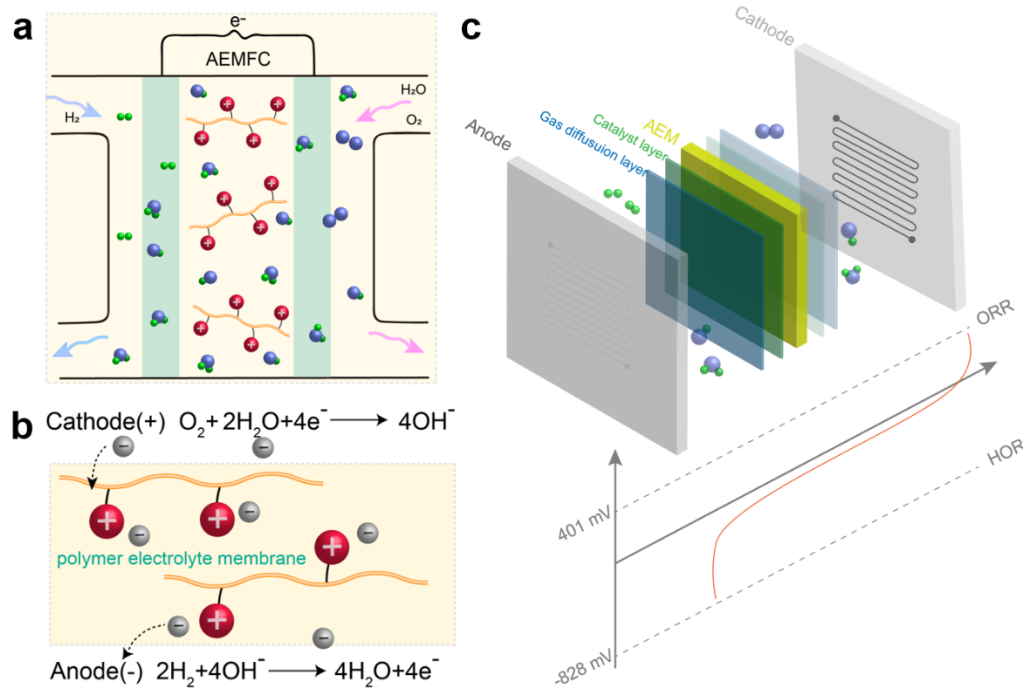 a
e-
AEMFC
H₂
H₂O
O₂
b
Cathode(+) O₂+2H₂O+4e⁻ ⟶ 4OH⁻
polymer electrolyte membrane
Anode(-) 2H₂+4OH⁻ ⟶ 4H₂O+4e⁻
c
Cathode
Anode
Gas diffusuion layer
Catalyst layer
AEM
ORR
HOR
401 mV
-828 mV